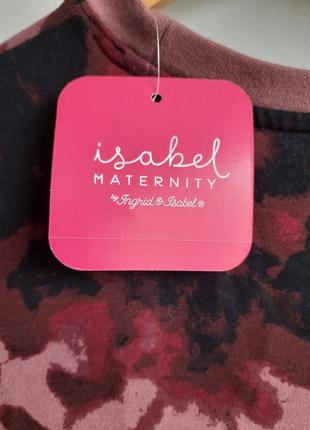 isabel
MATERNITY
by Ingrid & Isabel ®